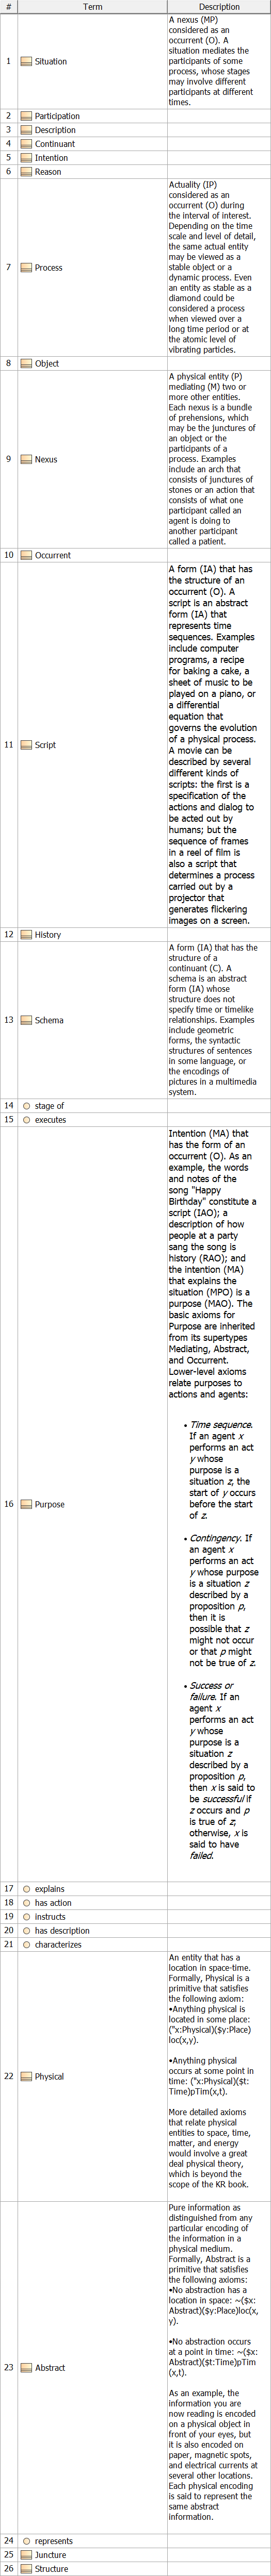 # Term Description
A nexus (MP)
considered as an
occurrent (O). A
situation mediates the
participants of some
process, whose stages
may involve different
participants at different
times.
1 Situation
2 Participation
3 Description
4 Continuant
5 Intention
6 Reason
Actuality (IP)
considered as an
occurrent (O) during
the interval of interest.
Depending on the time
scale and level of detail,
the same actual entity
may be viewed as a
stable object or a
dynamic process. Even
an entity as stable as a
diamond could be
considered a process
when viewed over a
long time period or at
the atomic level of
vibrating particles.
7 Process
8 Object
A physical entity (P)
mediating (M) two or
more other entities.
Each nexus is a bundle
of prehensions, which
may be the junctures of
an object or the
participants of a
process. Examples
include an arch that
consists of junctures of
stones or an action that
consists of what one
participant called an
agent is doing to
another participant
called a patient.
9 Nexus
10 Occurrent
A form (IA) that has
the structure of an
occurrent (O). A
script is an abstract
form (IA) that
represents time
sequences. Examples
include computer
programs, a recipe
for baking a cake, a
sheet of music to be
played on a piano, or
a differential
equation that
governs the evolution
of a physical process.
A movie can be
described by several
different kinds of
scripts: the first is a
specification of the
actions and dialog to
be acted out by
humans; but the
sequence of frames
in a reel of film is
also a script that
determines a process
carried out by a
projector that
generates flickering
images on a screen.
11 Script
12 History
A form (IA) that has the
structure of a
continuant (C). A
schema is an abstract
form (IA) whose
structure does not
specify time or timelike
relationships. Examples
include geometric
forms, the syntactic
structures of sentences
in some language, or
the encodings of
pictures in a multimedia
system.
13 Schema
14 stage of
15 executes
Intention (MA) that
has the form of an
occurrent (O). As an
example, the words
and notes of the
song "Happy
Birthday" constitute a
script (IAO); a
description of how
people at a party
sang the song is
history (RAO); and
the intention (MA)
that explains the
situation (MPO) is a
purpose (MAO). The
basic axioms for
Purpose are inherited
from its supertypes
Mediating, Abstract,
and Occurrent.
Lower-level axioms
relate purposes to
actions and agents:
• Time sequence.
If an agent x
performs an act
y whose
purpose is a
situation z, the
start of y occurs
before the start
of z.
• Contingency. If
an agent x
performs an act
y whose purpose
is a situation z
described by a
proposition p,
then it is
possible that z
might not occur
or that p might
not be true of z.
• Success or
failure. If an
agent x
performs an act
y whose
purpose is a
situation z
described by a
proposition p,
then x is said to
be successful if
z occurs and p
is true of z;
otherwise, x is
said to have
failed.
16 Purpose
17 explains
18 has action
19 instructs
20 has description
21 characterizes
An entity that has a
location in space-time.
Formally, Physical is a
primitive that satisfies
the following axiom:
•Anything physical is
located in some place:
("x:Physical)($y:Place)
loc(x,y).
•Anything physical
occurs at some point in
time: ("x:Physical)($t:
Time)pTim(x,t).
More detailed axioms
that relate physical
entities to space, time,
matter, and energy
would involve a great
deal physical theory,
which is beyond the
scope of the KR book.
22 Physical
Pure information as
distinguished from any
particular encoding of
the information in a
physical medium.
Formally, Abstract is a
primitive that satisfies
the following axioms:
•No abstraction has a
location in space: ~($x:
Abstract)($y:Place)loc(x,
y).
•No abstraction occurs
at a point in time: ~($x:
Abstract)($t:Time)pTim
(x,t).
As an example, the
information you are
now reading is encoded
on a physical object in
front of your eyes, but
it is also encoded on
paper, magnetic spots,
and electrical currents at
several other locations.
Each physical encoding
is said to represent the
same abstract
information.
23 Abstract
24 represents
25 Juncture
26 Structure